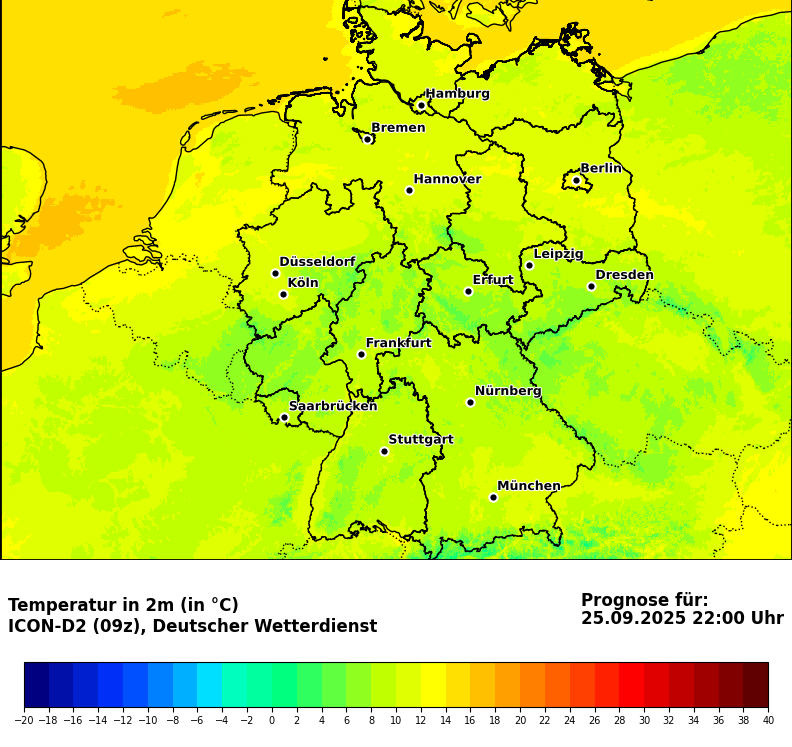 Hamburg
Bremen
Berlin
Hannover
Leipzig
Düsseldorf
Dresden
Köln
Erfurt
Frankfurt
Nürnberg
Saarbrücken
Stuttgart
München
Temperatur in 2m (in °C)
ICON-D2 (09z), Deutscher Wetterdienst
Prognose für:
25.09.2025 22:00 Uhr
−20 −18 −16 −14 −12 −10 −8 −6 −4 −2 0 2 4 6 8 10 12 14 16 18 20 22 24 26 28 30 32 34 36 38 40